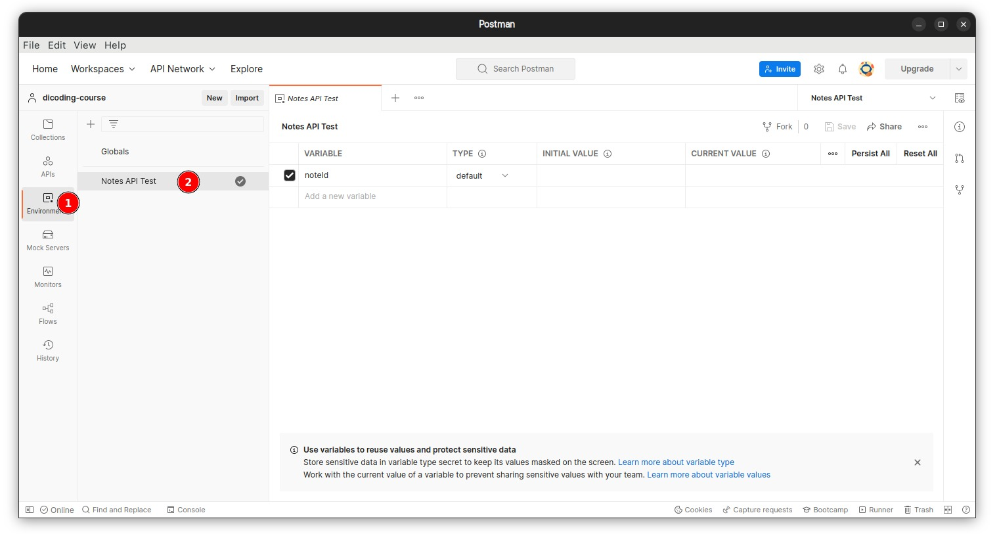 Postman
File Edit View Help
Home Workspaces API Network Explore Search Postman Invite Upgrade
dicoding-course New Import Notes API Test Notes API Test
Collections
APIs
Mock Servers
Monitors
Flows
History
Globals
Notes API Test 2
1
Notes API Test Fork 0 Save Share
VARIABLE TYPE INITIAL VALUE CURRENT VALUE Persist All Reset All
noteId default
Add a new variable
Use variables to reuse values and protect sensitive data
Store sensitive data in variable type secret to keep its values masked on the screen. Learn more about variable type
Work with the current value of a variable to prevent sharing sensitive values with your team. Learn more about variable values
Online Find and Replace Console Cookies Capture requests Bootcamp Runner Trash